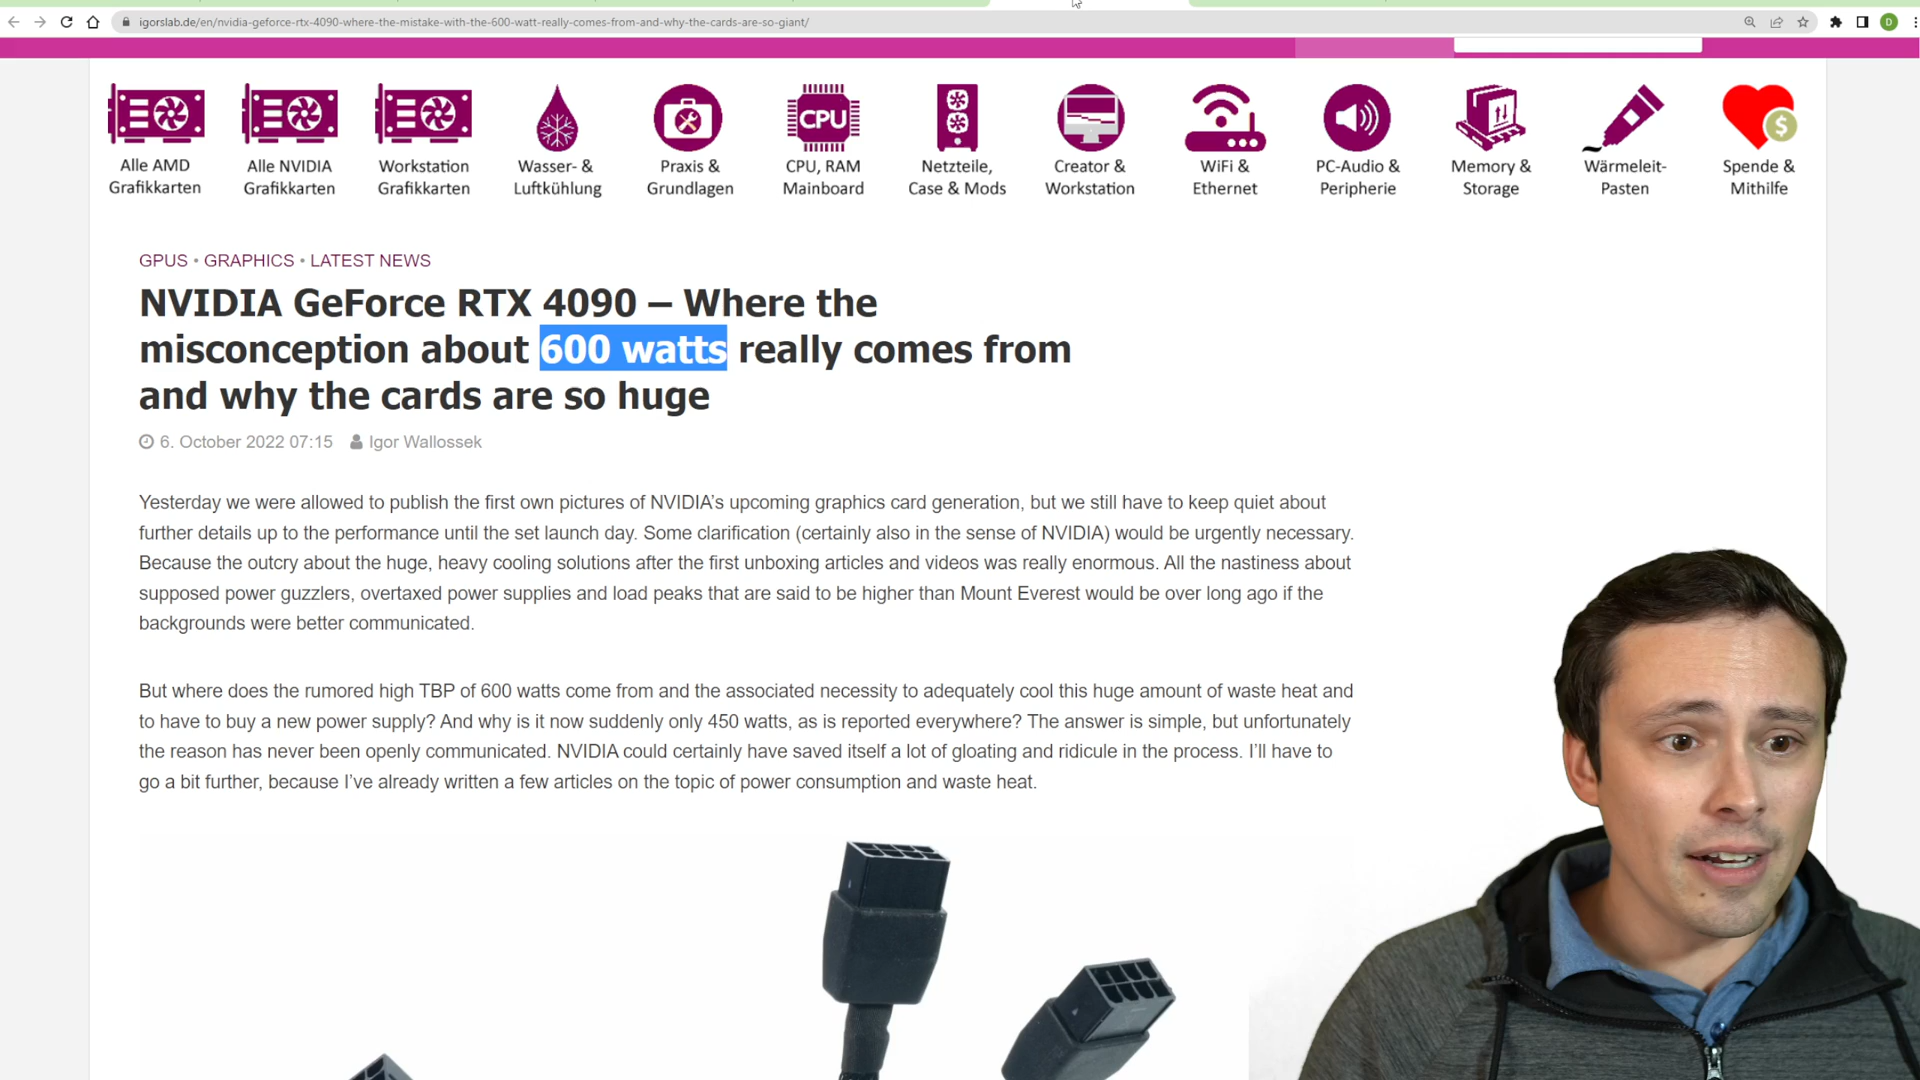 igorslab.de/en/nvidia-geforce-rtx-4090-where-the-mistake-with-the-600-watt-really-comes-from-and-why-the-cards-are-so-giant/
D
CPU
$
Alle AMD Grafikkarten
Alle NVIDIA Grafikkarten
Workstation Grafikkarten
Wasser- & Luftkühlung
Praxis & Grundlagen
CPU, RAM Mainboard
Netzteile, Case & Mods
Creator & Workstation
WiFi & Ethernet
PC-Audio & Peripherie
Memory & Storage
Wärmeleit-Pasten
Spende & Mithilfe
GPUS • GRAPHICS • LATEST NEWS
NVIDIA GeForce RTX 4090 – Where the
misconception about 600 watts really comes from
and why the cards are so huge
6. October 2022 07:15 Igor Wallossek
Yesterday we were allowed to publish the first own pictures of NVIDIA's upcoming graphics card generation, but we still have to keep quiet about
further details up to the performance until the set launch day. Some clarification (certainly also in the sense of NVIDIA) would be urgently necessary.
Because the outcry about the huge, heavy cooling solutions after the first unboxing articles and videos was really enormous. All the nastiness about
supposed power guzzlers, overtaxed power supplies and load peaks that are said to be higher than Mount Everest would be over long ago if the
backgrounds were better communicated.
But where does the rumored high TBP of 600 watts come from and the associated necessity to adequately cool this huge amount of waste heat and
to have to buy a new power supply? And why is it now suddenly only 450 watts, as is reported everywhere? The answer is simple, but unfortunately
the reason has never been openly communicated. NVIDIA could certainly have saved itself a lot of gloating and ridicule in the process. I'll have to
go a bit further, because I've already written a few articles on the topic of power consumption and waste heat.